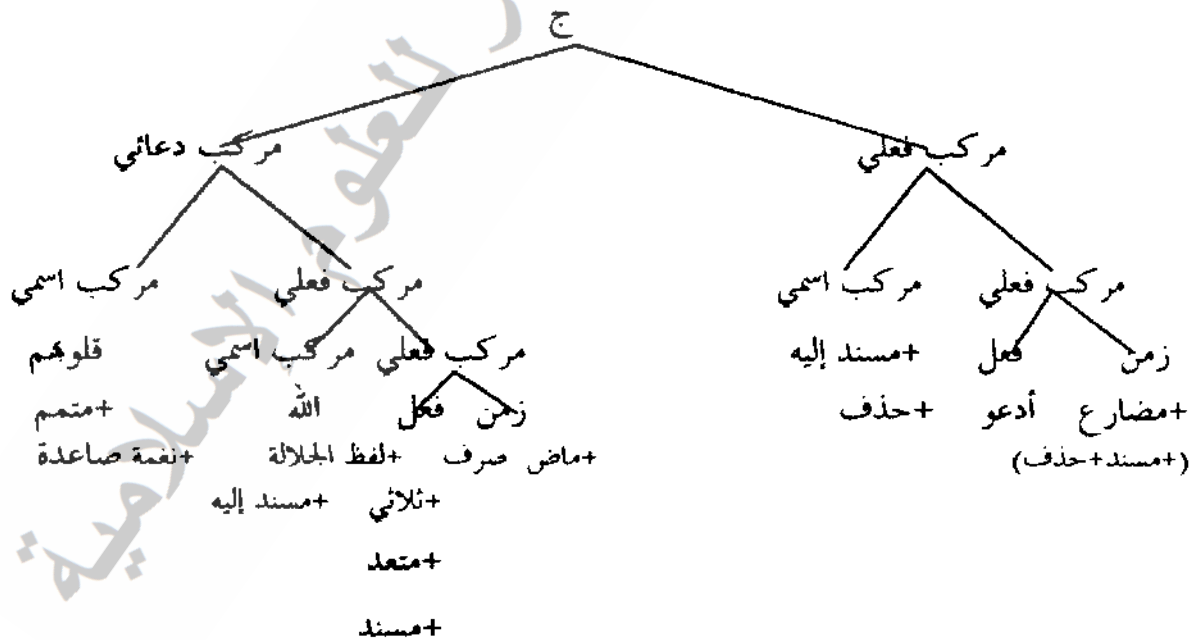 ج
مركب فعلي مركب دعائي
مركب فعلي مركب اسمي مركب فعلي مركب اسمي
زمن فعل +مسند إليه مركب فعلي مركب اسمي قلوبهم
+مضارع أدعو +حذف زمن فعل الله +متمم
(+مسند+حذف) +ماض صرف +لفظ الجلالة +نغمة صاعدة
+ثلاثي +مسند إليه
+متعد
+مسند
للعلوم الإسلامية